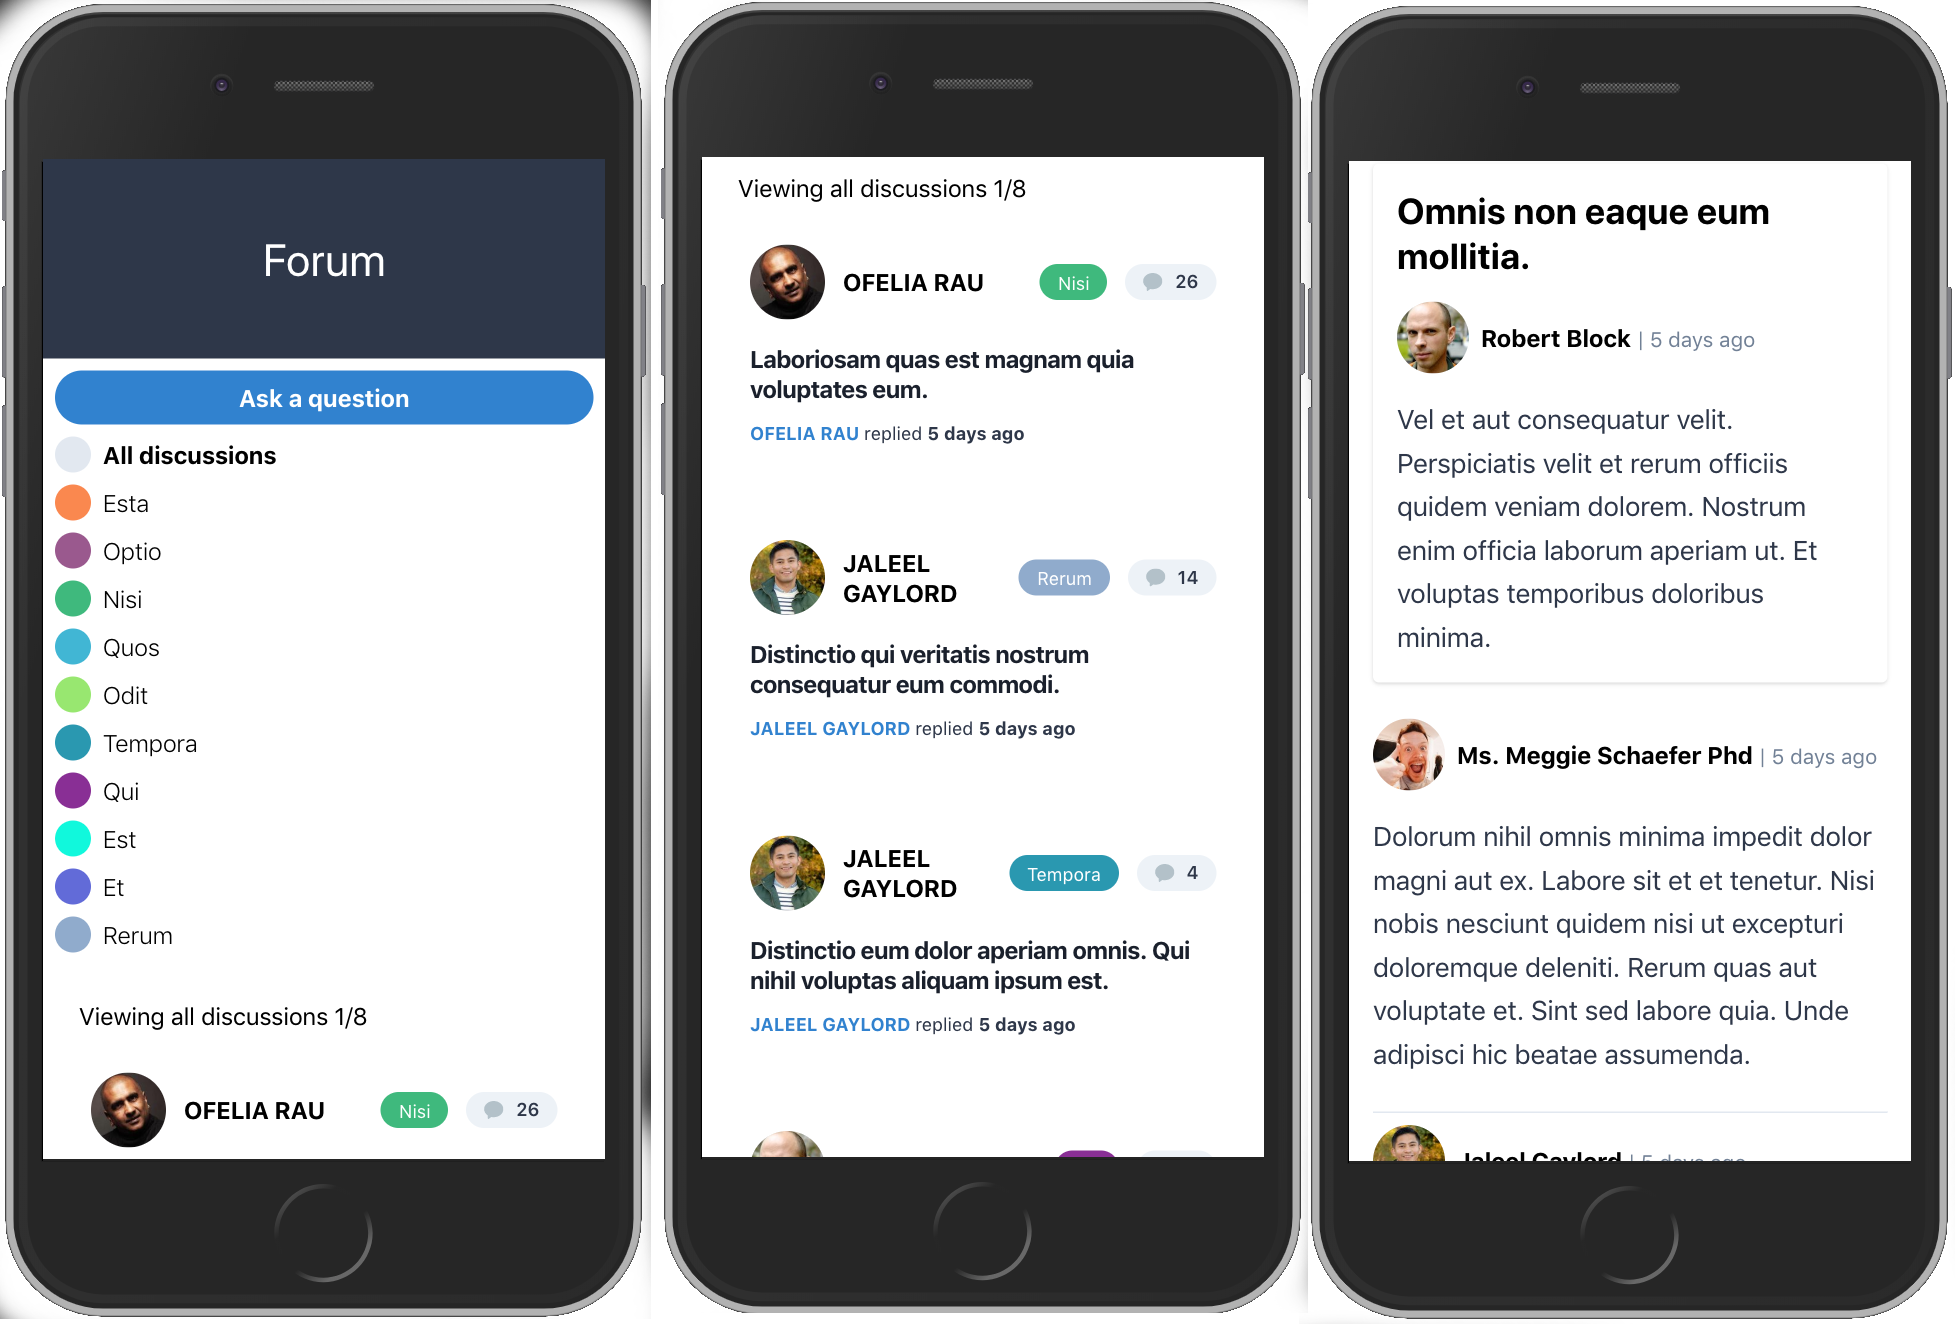 Forum
Ask a question
All discussions
Esta
Optio
Nisi
Quos
Odit
Tempora
Qui
Est
Et
Rerum
Viewing all discussions 1/8
OFELIA RAU Nisi 26
Viewing all discussions 1/8
OFELIA RAU Nisi 26
Laboriosam quas est magnam quia
voluptates eum.
OFELIA RAU replied 5 days ago
JALEEL
GAYLORD
Rerum 14
Distinctio qui veritatis nostrum
consequatur eum commodi.
JALEEL GAYLORD replied 5 days ago
JALEEL
GAYLORD
Tempora 4
Distinctio eum dolor aperiam omnis. Qui
nihil voluptas aliquam ipsum est.
JALEEL GAYLORD replied 5 days ago
Omnis non eaque eum
mollitia.
Robert Block | 5 days ago
Vel et aut consequatur velit.
Perspiciatis velit et rerum officiis
quidem veniam dolorem. Nostrum
enim officia laborum aperiam ut. Et
voluptas temporibus doloribus
minima.
Ms. Meggie Schaefer Phd | 5 days ago
Dolorum nihil omnis minima impedit dolor
magni aut ex. Labore sit et et tenetur. Nisi
nobis nesciunt quidem nisi ut excepturi
doloremque deleniti. Rerum quas aut
voluptate et. Sint sed labore quia. Unde
adipisci hic beatae assumenda.
Jaleel Gaylord | 5 days ago